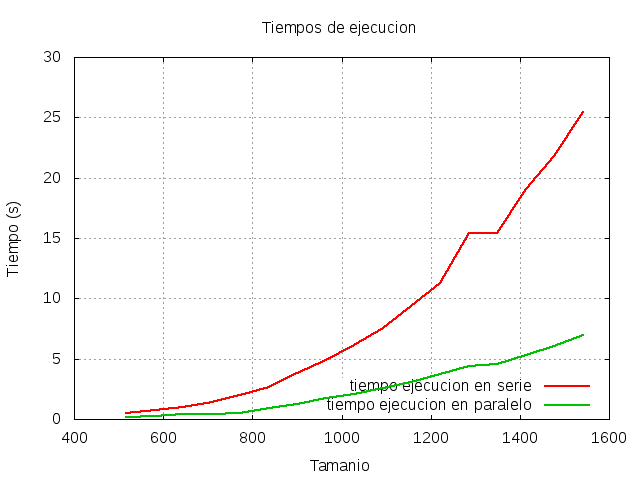 Tiempos de ejecucion
30
25
20
15
10
5
0
Tiempo (s)
tiempo ejecucion en serie
tiempo ejecucion en paralelo
400 600 800 1000 1200 1400 1600
Tamanio